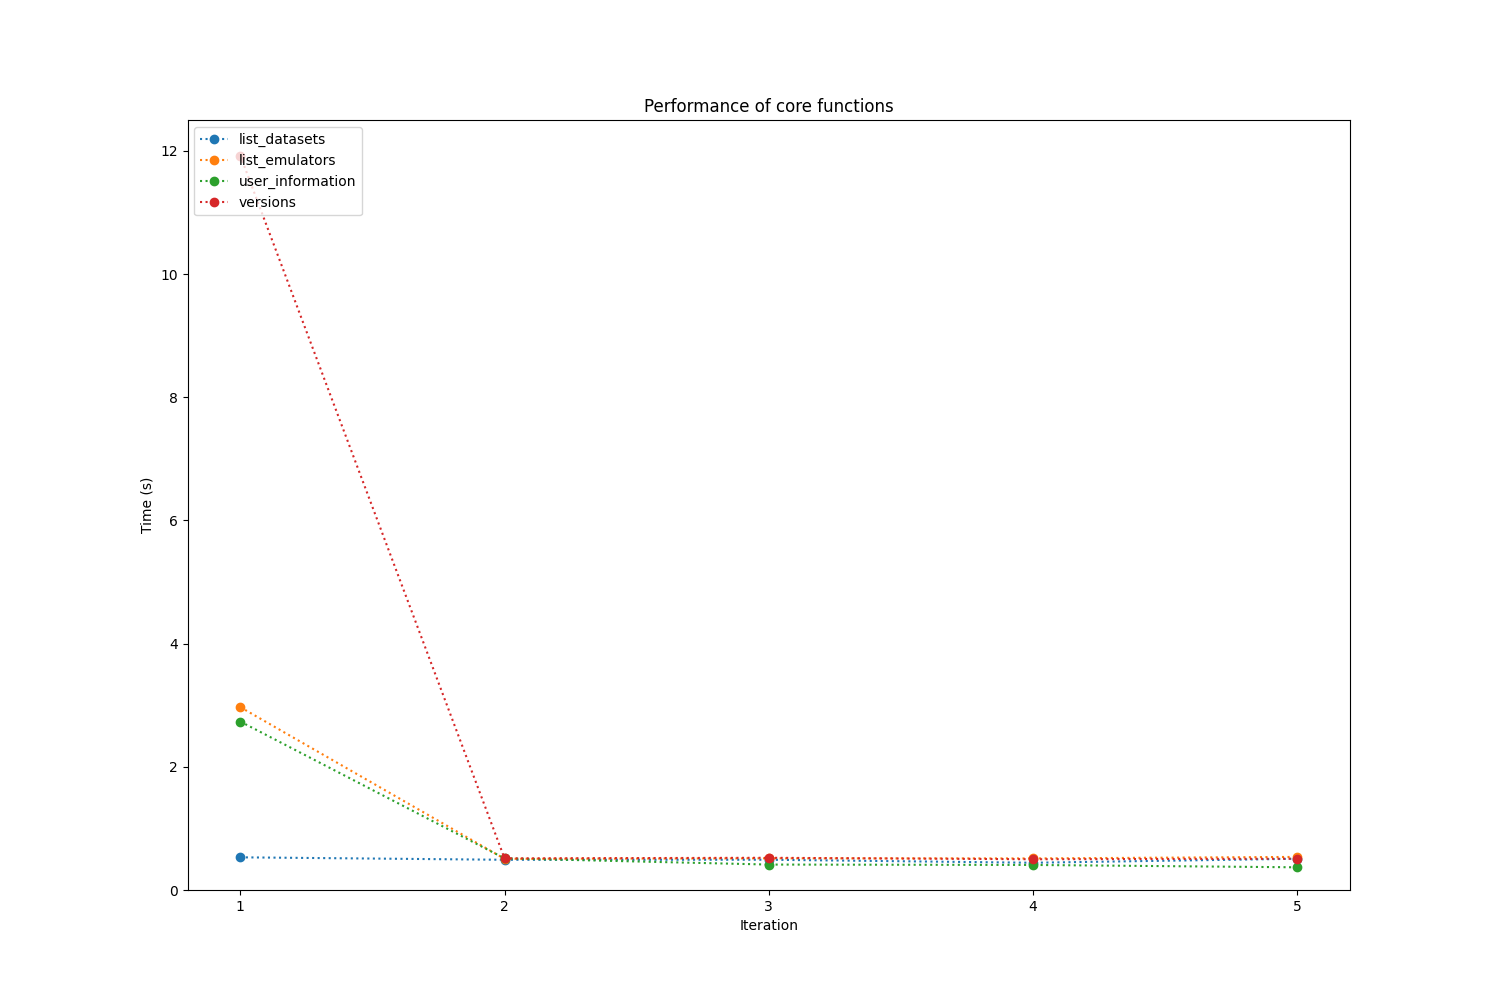 Performance of core functions
list_datasets
list_emulators
user_information
versions
12
10
8
6
4
2
0
Time (s)
1 2 3 4 5
Iteration